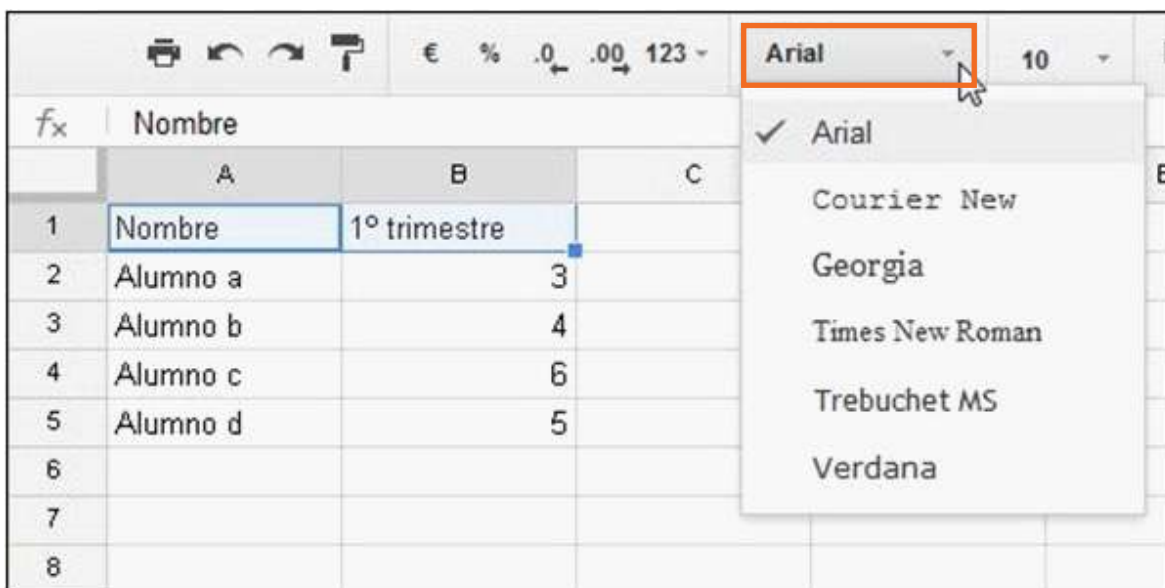 € % .0 .00 123 Arial 10
fx Nombre
A B C
1 Nombre 1º trimestre
2 Alumno a 3
3 Alumno b 4
4 Alumno c 6
5 Alumno d 5
6
7
8
Arial
Courier New
Georgia
Times New Roman
Trebuchet MS
Verdana